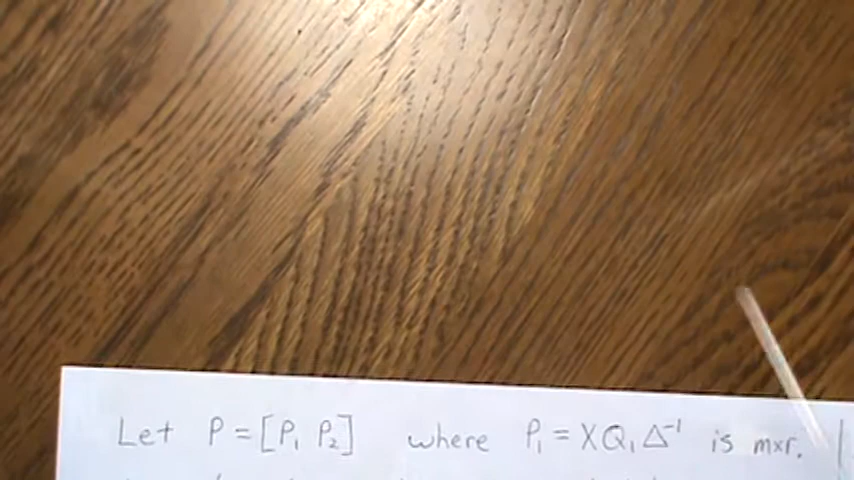 Let P = [P₁ P₂] where P₁ = XQ₁Δ⁻¹ is m×r.